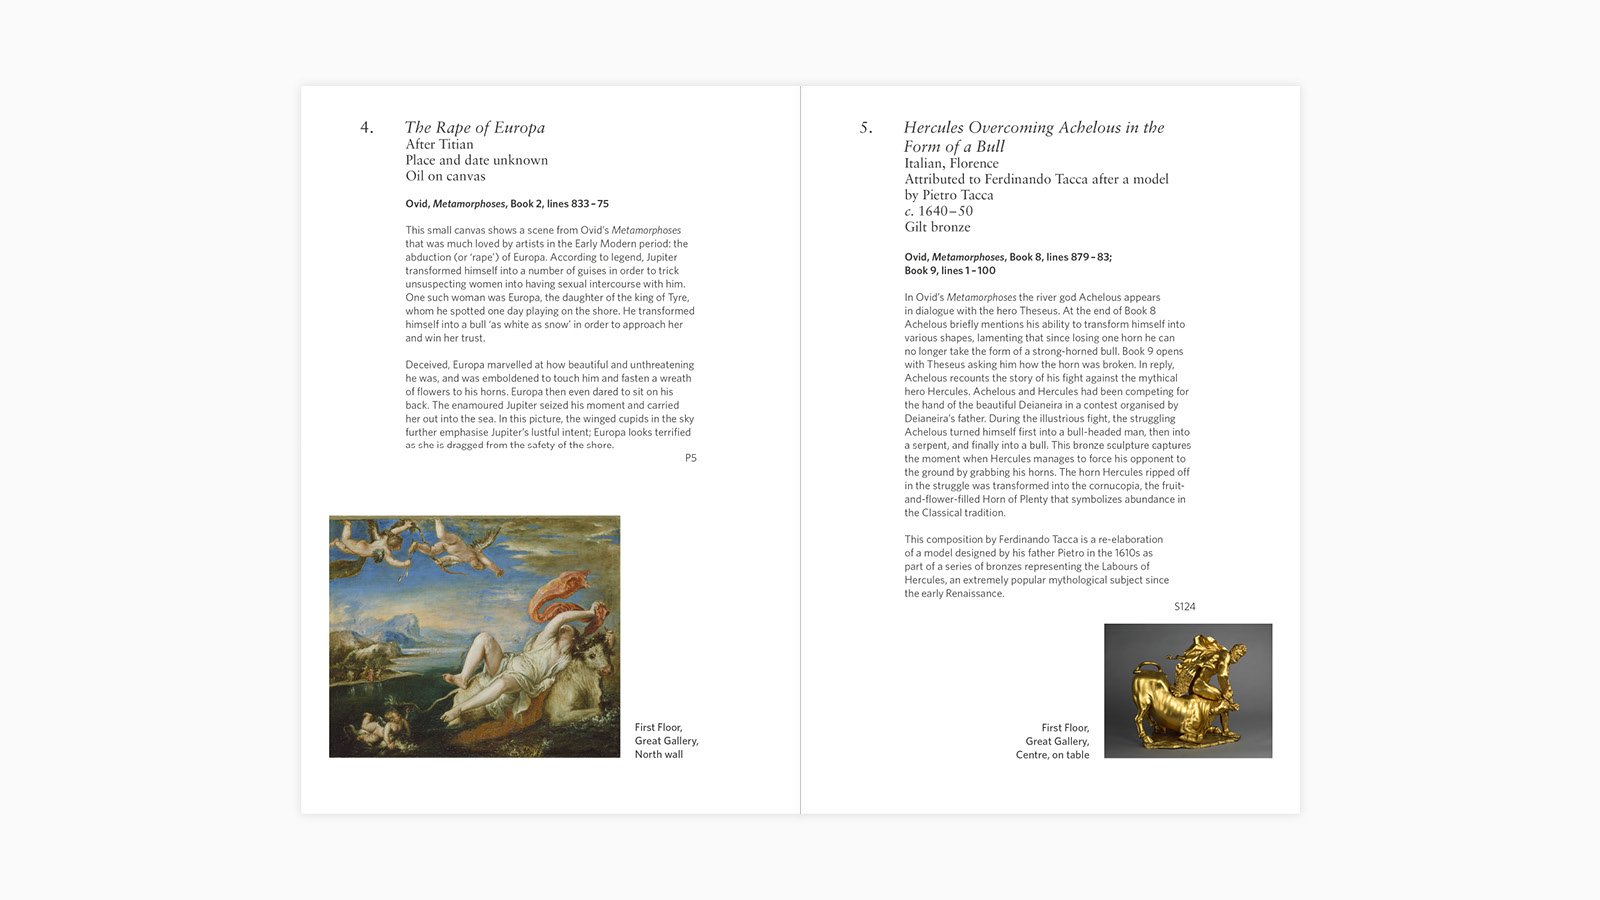 4.
The Rape of Europa
After Titian
Place and date unknown
Oil on canvas
Ovid, Metamorphoses, Book 2, lines 833–75
This small canvas shows a scene from Ovid's Metamorphoses
that was much loved by artists in the Early Modern period: the
abduction (or ‘rape’) of Europa. According to legend, Jupiter
transformed himself into a number of guises in order to trick
unsuspecting women into having sexual intercourse with him.
One such woman was Europa, the daughter of the king of Tyre,
whom he spotted one day playing on the shore. He transformed
himself into a bull ‘as white as snow’ in order to approach her
and win her trust.
Deceived, Europa marvelled at how beautiful and unthreatening
he was, and was emboldened to touch him and fasten a wreath
of flowers to his horns. Europa then even dared to sit on his
back. The enamoured Jupiter seized his moment and carried
her out into the sea. In this picture, the winged cupids in the sky
further emphasise Jupiter's lustful intent; Europa looks terrified
as she is dragged from the safety of the shore.
P5
First Floor,
Great Gallery,
North wall
5.
Hercules Overcoming Achelous in the
Form of a Bull
Italian, Florence
Attributed to Ferdinando Tacca after a model
by Pietro Tacca
c. 1640–50
Gilt bronze
Ovid, Metamorphoses, Book 8, lines 879–83;
Book 9, lines 1–100
In Ovid's Metamorphoses the river god Achelous appears
in dialogue with the hero Theseus. At the end of Book 8
Achelous briefly mentions his ability to transform himself into
various shapes, lamenting that since losing one horn he can
no longer take the form of a strong-horned bull. Book 9 opens
with Theseus asking him how the horn was broken. In reply,
Achelous recounts the story of his fight against the mythical
hero Hercules. Achelous and Hercules had been competing for
the hand of the beautiful Deianeira in a contest organised by
Deianeira's father. During the illustrious fight, the struggling
Achelous turned himself first into a bull-headed man, then into
a serpent, and finally into a bull. This bronze sculpture captures
the moment when Hercules manages to force his opponent to
the ground by grabbing his horns. The horn Hercules ripped off
in the struggle was transformed into the cornucopia, the fruit-
and-flower-filled Horn of Plenty that symbolizes abundance in
the Classical tradition.
This composition by Ferdinando Tacca is a re-elaboration
of a model designed by his father Pietro in the 1610s as
part of a series of bronzes representing the Labours of
Hercules, an extremely popular mythological subject since
the early Renaissance.
S124
First Floor,
Great Gallery,
Centre, on table